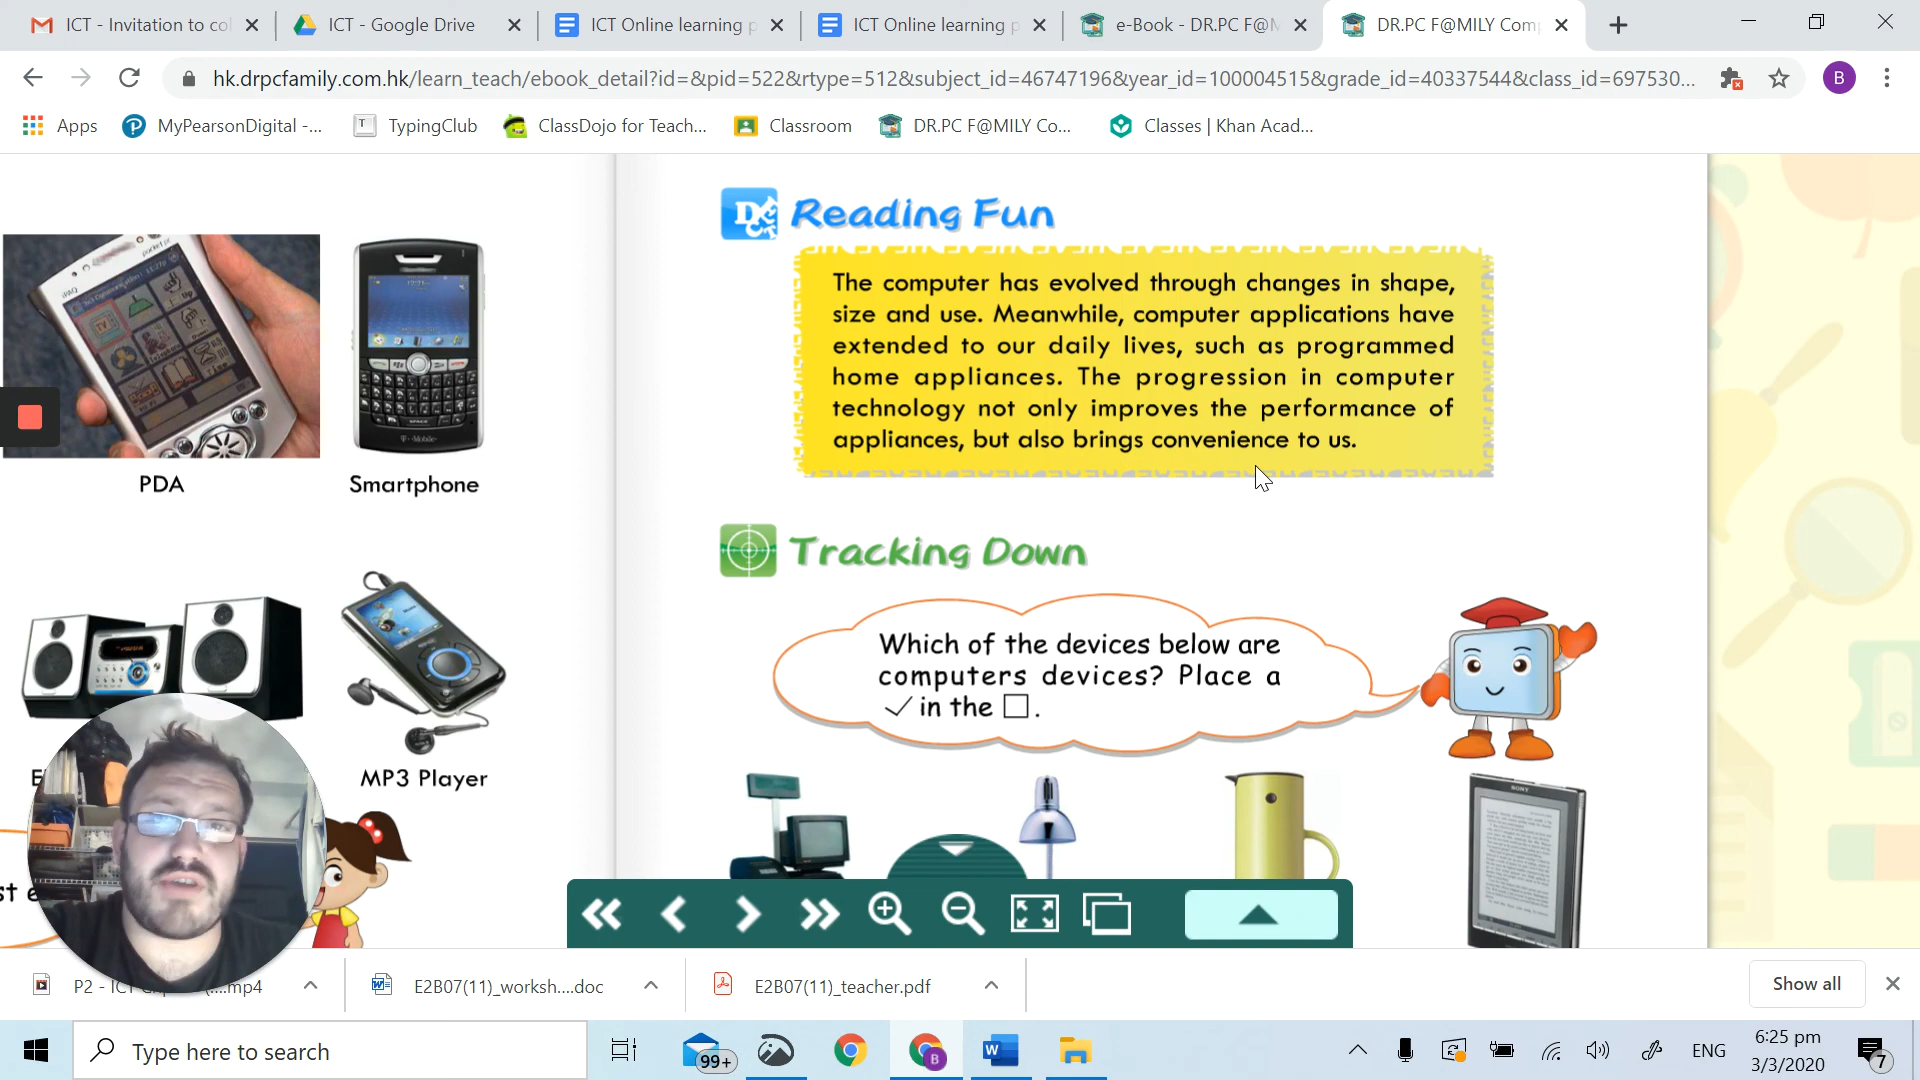 ICT - Invitation to co
ICT - Google Drive
ICT Online learning p
ICT Online learning p
e-Book - DR.PC F@M
DR.PC F@MILY Comp
hk.drpcfamily.com.hk/learn_teach/ebook_detail?id=&pid=522&rtype=512&subject_id=46747196&year_id=100004515&grade_id=40337544&class_id=697530...
B
Apps
MyPearsonDigital -...
TypingClub
ClassDojo for Teach...
Classroom
DR.PC F@MILY Co...
Classes | Khan Acad...
Reading Fun
The computer has evolved through changes in shape,
size and use. Meanwhile, computer applications have
extended to our daily lives, such as programmed
home appliances. The progression in computer
technology not only improves the performance of
appliances, but also brings convenience to us.
PDA
Smartphone
MP3 Player
Tracking Down
Which of the devices below are
computers devices? Place a
✓ in the □.
SONY
P2 - ICT
.mp4
E2B07(11)_worksh....doc
E2B07(11)_teacher.pdf
Show all
Type here to search
99+
B
ENG
6:25 pm
3/3/2020
7